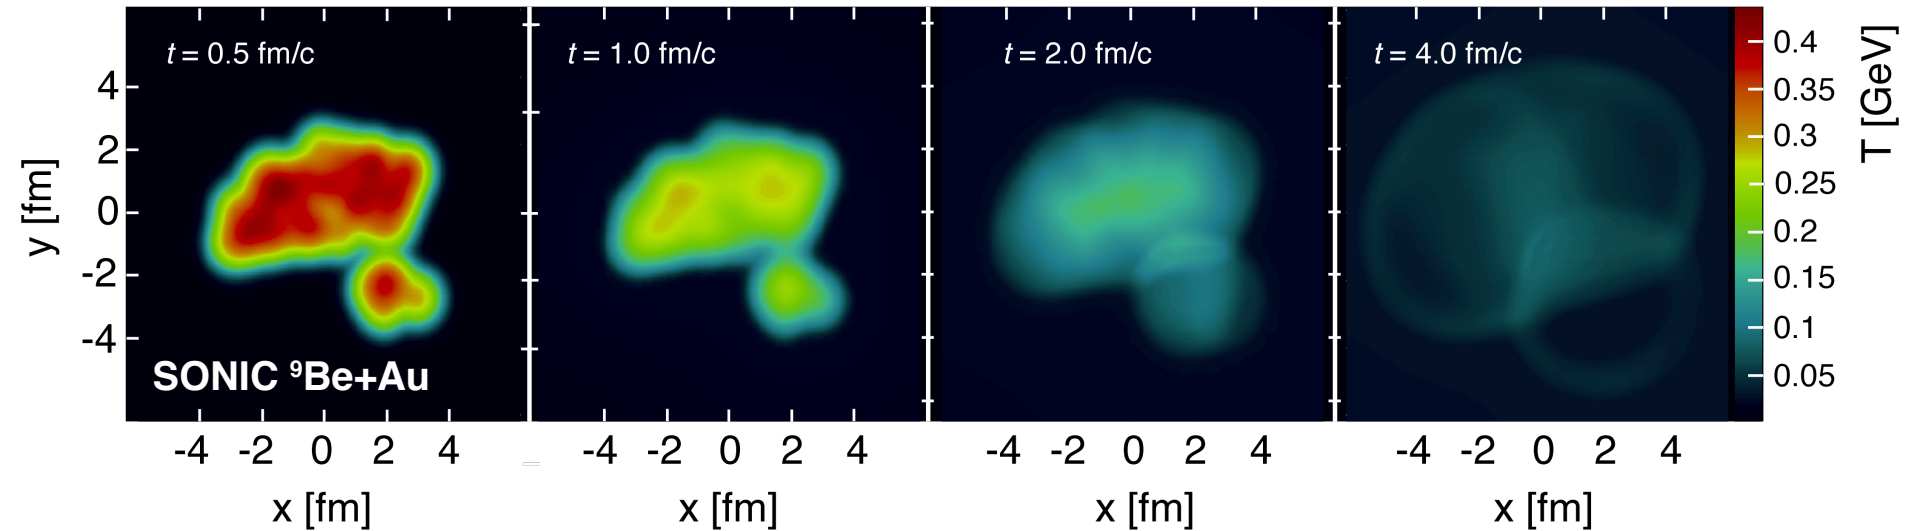 t = 0.5 fm/c
t = 1.0 fm/c
t = 2.0 fm/c
t = 4.0 fm/c
SONIC ⁹Be+Au
y [fm]
4
2
0
-2
-4
-4 -2 0 2 4
-4 -2 0 2 4
-4 -2 0 2 4
-4 -2 0 2 4
x [fm]
x [fm]
x [fm]
x [fm]
0.4
0.35
0.3
0.25
0.2
0.15
0.1
0.05
T [GeV]